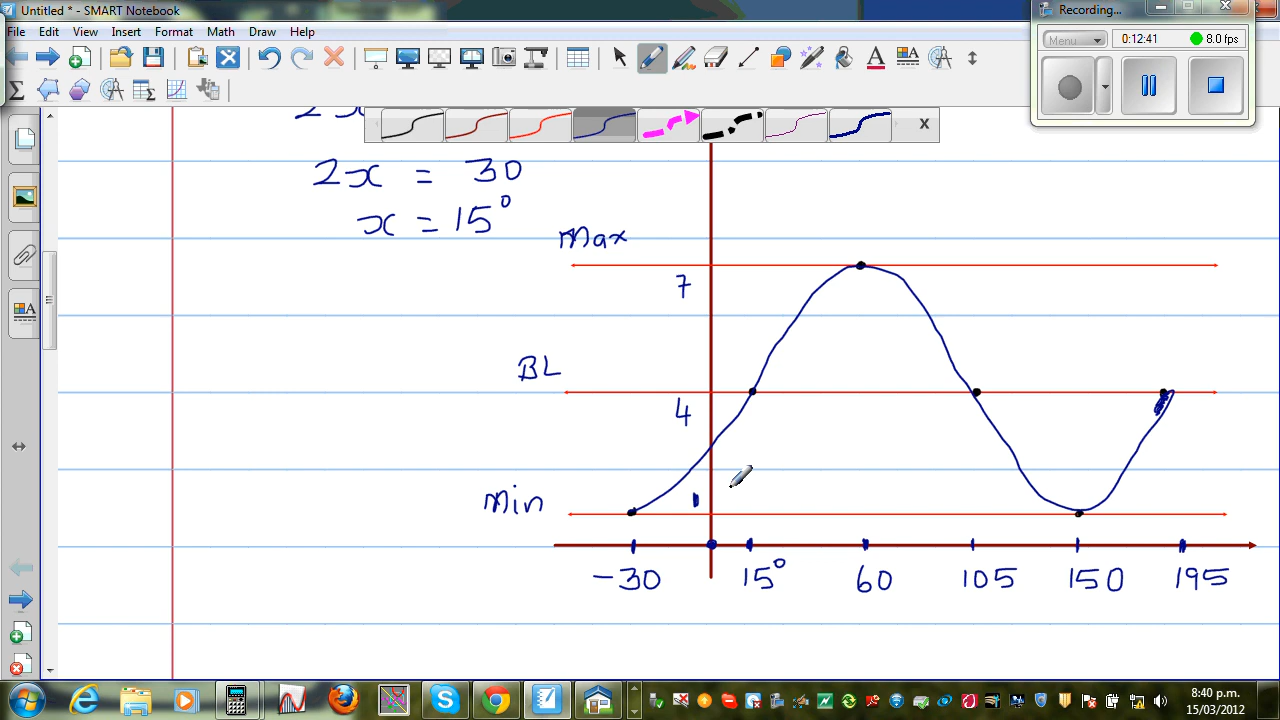 Untitled * - SMART Notebook
File Edit View Insert Format Math Draw Help
Recording...
Menu 0:12:41 8.0 fps
2x
2x = 30
x = 15°
Max
7
BL
4
Min
1
-30 15° 60 105 150 195
8:40 p.m.
15/03/2012